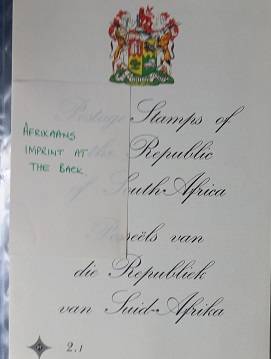 Postage Stamps of
AFRIKAANS
IMPRINT AT
THE BACK
the Republic
of South Africa
Posseëls van
die Republiek
van Suid-Afrika
2.1